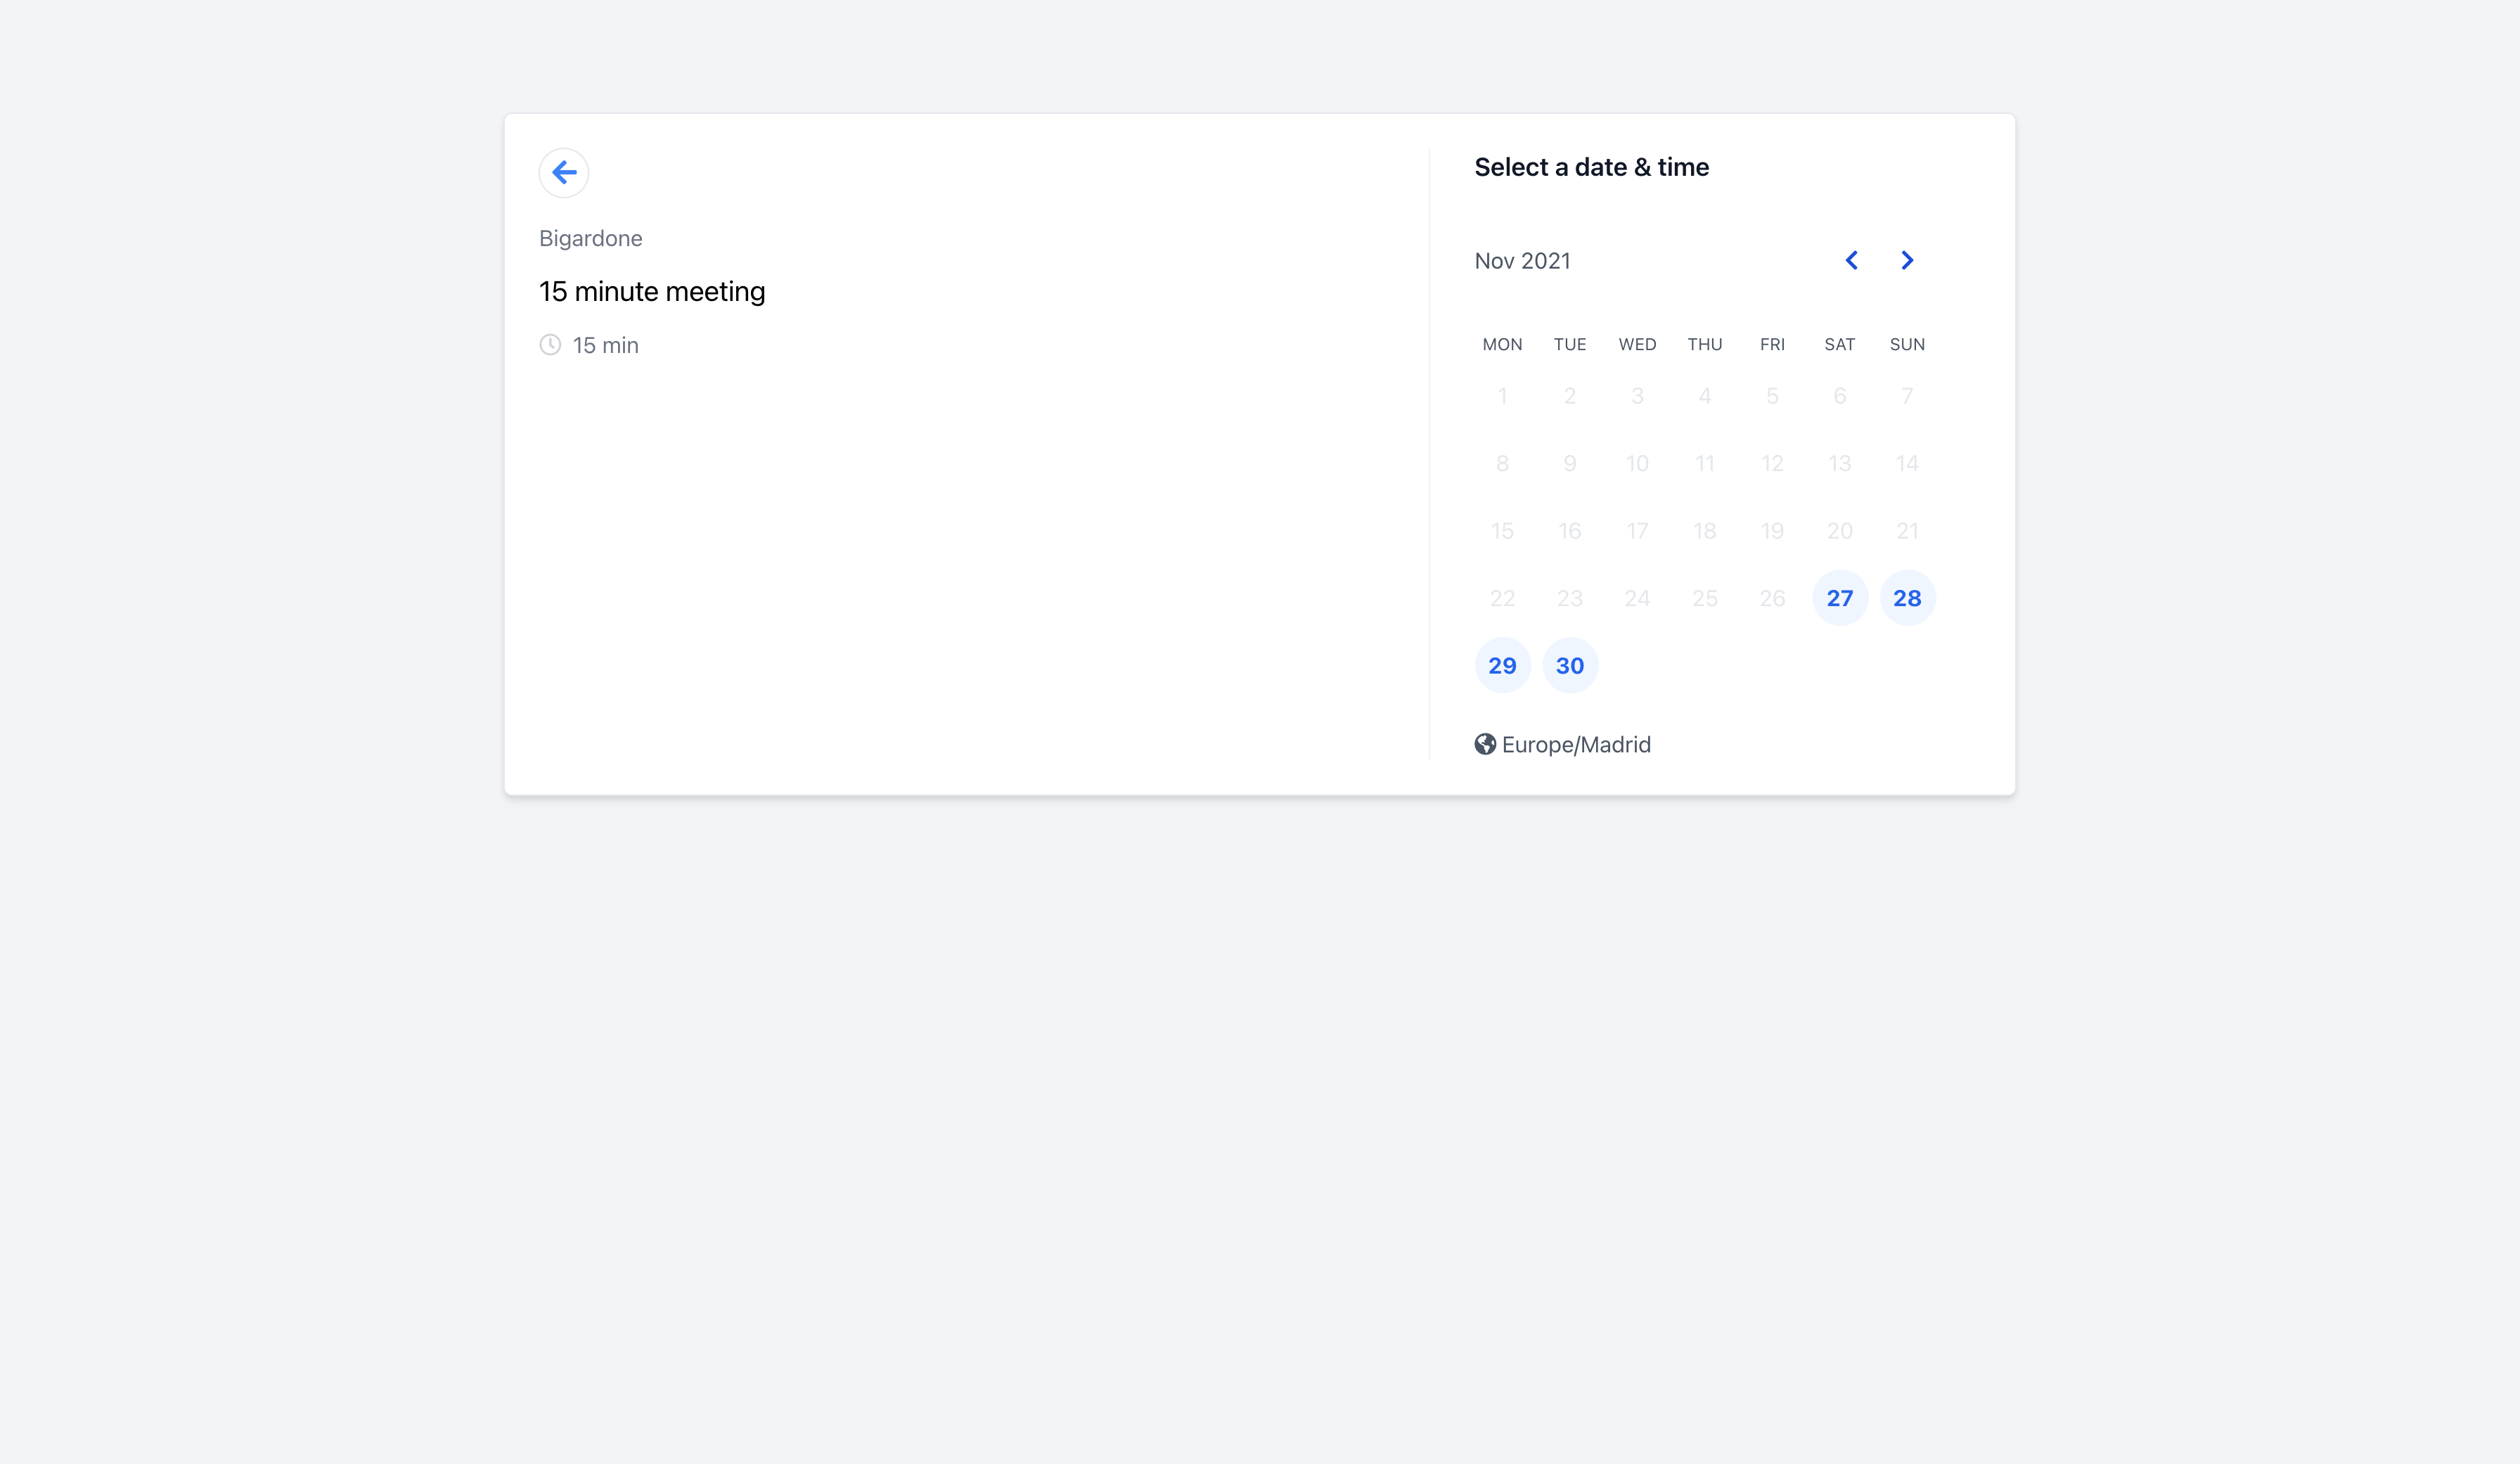 Bigardone
15 minute meeting
15 min
Select a date & time
Nov 2021
MON TUE WED THU FRI SAT SUN
1 2 3 4 5 6 7
8 9 10 11 12 13 14
15 16 17 18 19 20 21
22 23 24 25 26 27 28
29 30
Europe/Madrid